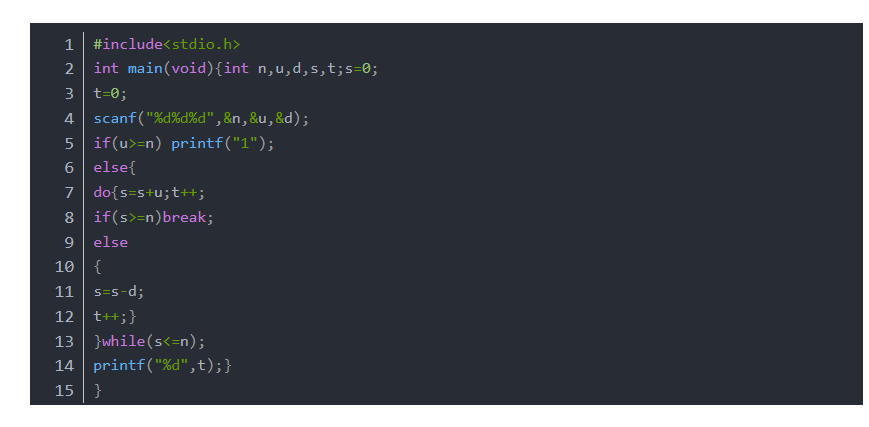 1 #include<stdio.h>
2 int main(void){int n,u,d,s,t;s=0;
3 t=0;
4 scanf("%d%d%d",&n,&u,&d);
5 if(u>=n) printf("1");
6 else{
7 do{s=s+u;t++;
8 if(s>=n)break;
9 else
10 {
11 s=s-d;
12 t++;}
13 }while(s<=n);
14 printf("%d",t);}
15 }